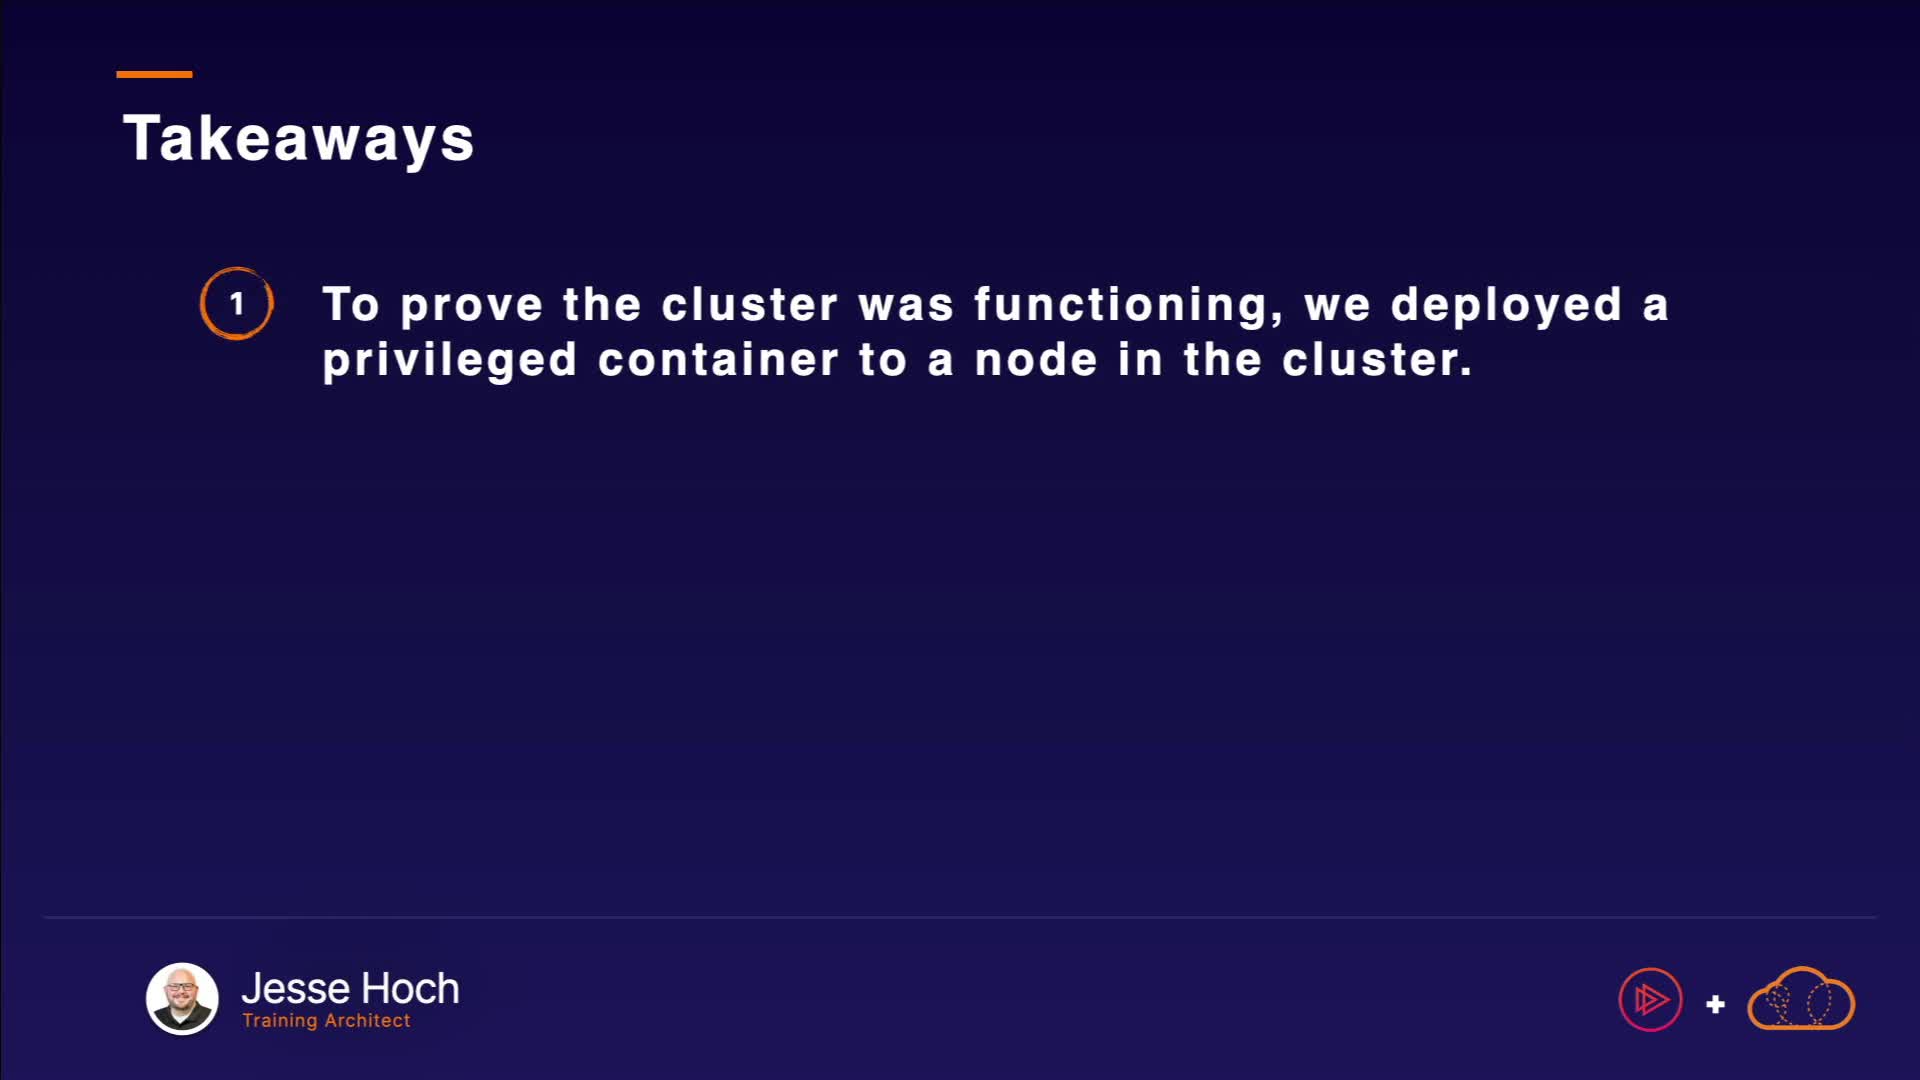 Takeaways
1
To prove the cluster was functioning, we deployed a
privileged container to a node in the cluster.
Jesse Hoch
Training Architect
+